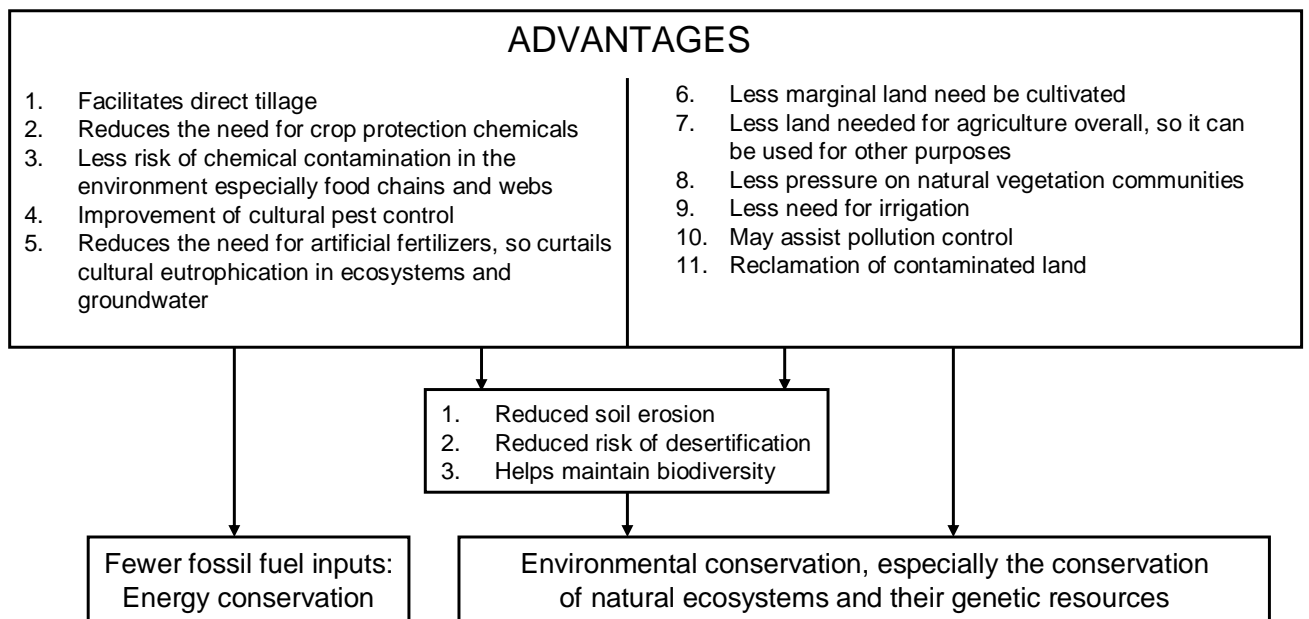 ADVANTAGES
1. Facilitates direct tillage
2. Reduces the need for crop protection chemicals
3. Less risk of chemical contamination in the
environment especially food chains and webs
4. Improvement of cultural pest control
5. Reduces the need for artificial fertilizers, so curtails
cultural eutrophication in ecosystems and
groundwater
6. Less marginal land need be cultivated
7. Less land needed for agriculture overall, so it can
be used for other purposes
8. Less pressure on natural vegetation communities
9. Less need for irrigation
10. May assist pollution control
11. Reclamation of contaminated land
1. Reduced soil erosion
2. Reduced risk of desertification
3. Helps maintain biodiversity
Fewer fossil fuel inputs:
Energy conservation
Environmental conservation, especially the conservation
of natural ecosystems and their genetic resources